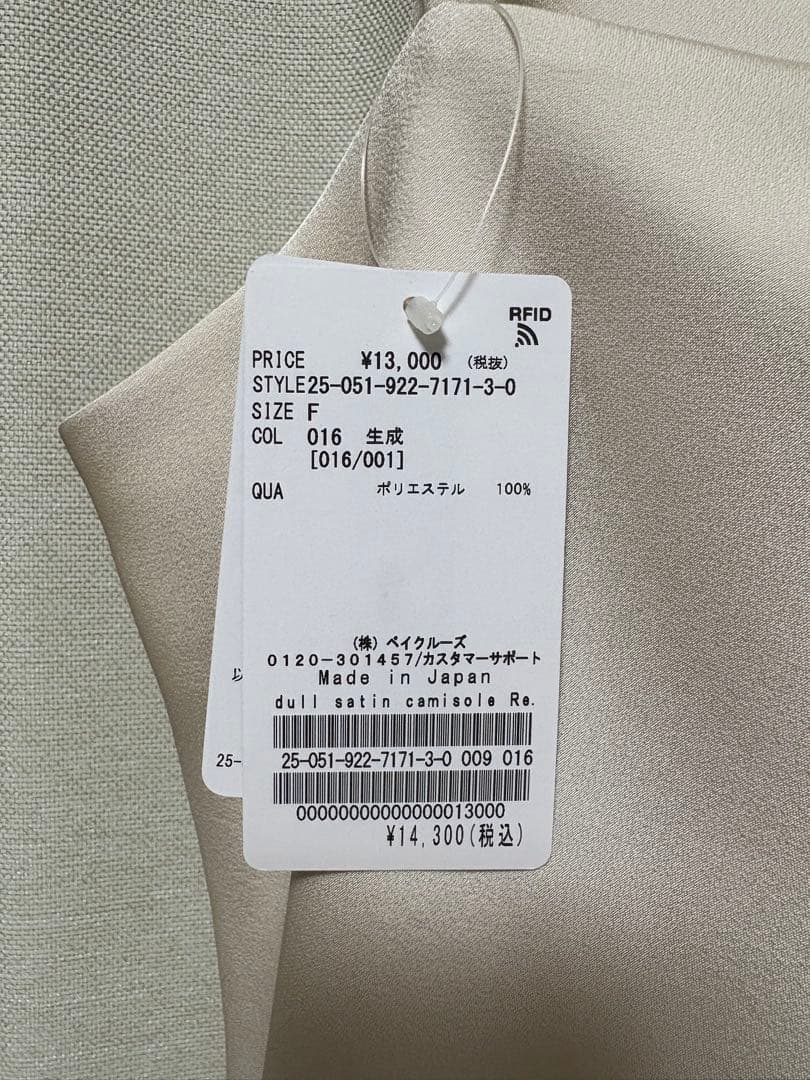 RFID
PRICE ¥13,000 (税抜)
STYLE25-051-922-7171-3-0
SIZE F
COL 016 生成
[016/001]
QUA ポリエステル 100%
(株)ベイクルーズ
0120-301457/カスタマーサポート
Made in Japan
dull satin camisole Re.
25-051-922-7171-3-0 009 016
00000000000000013000
¥14,300(税込)
以
25-